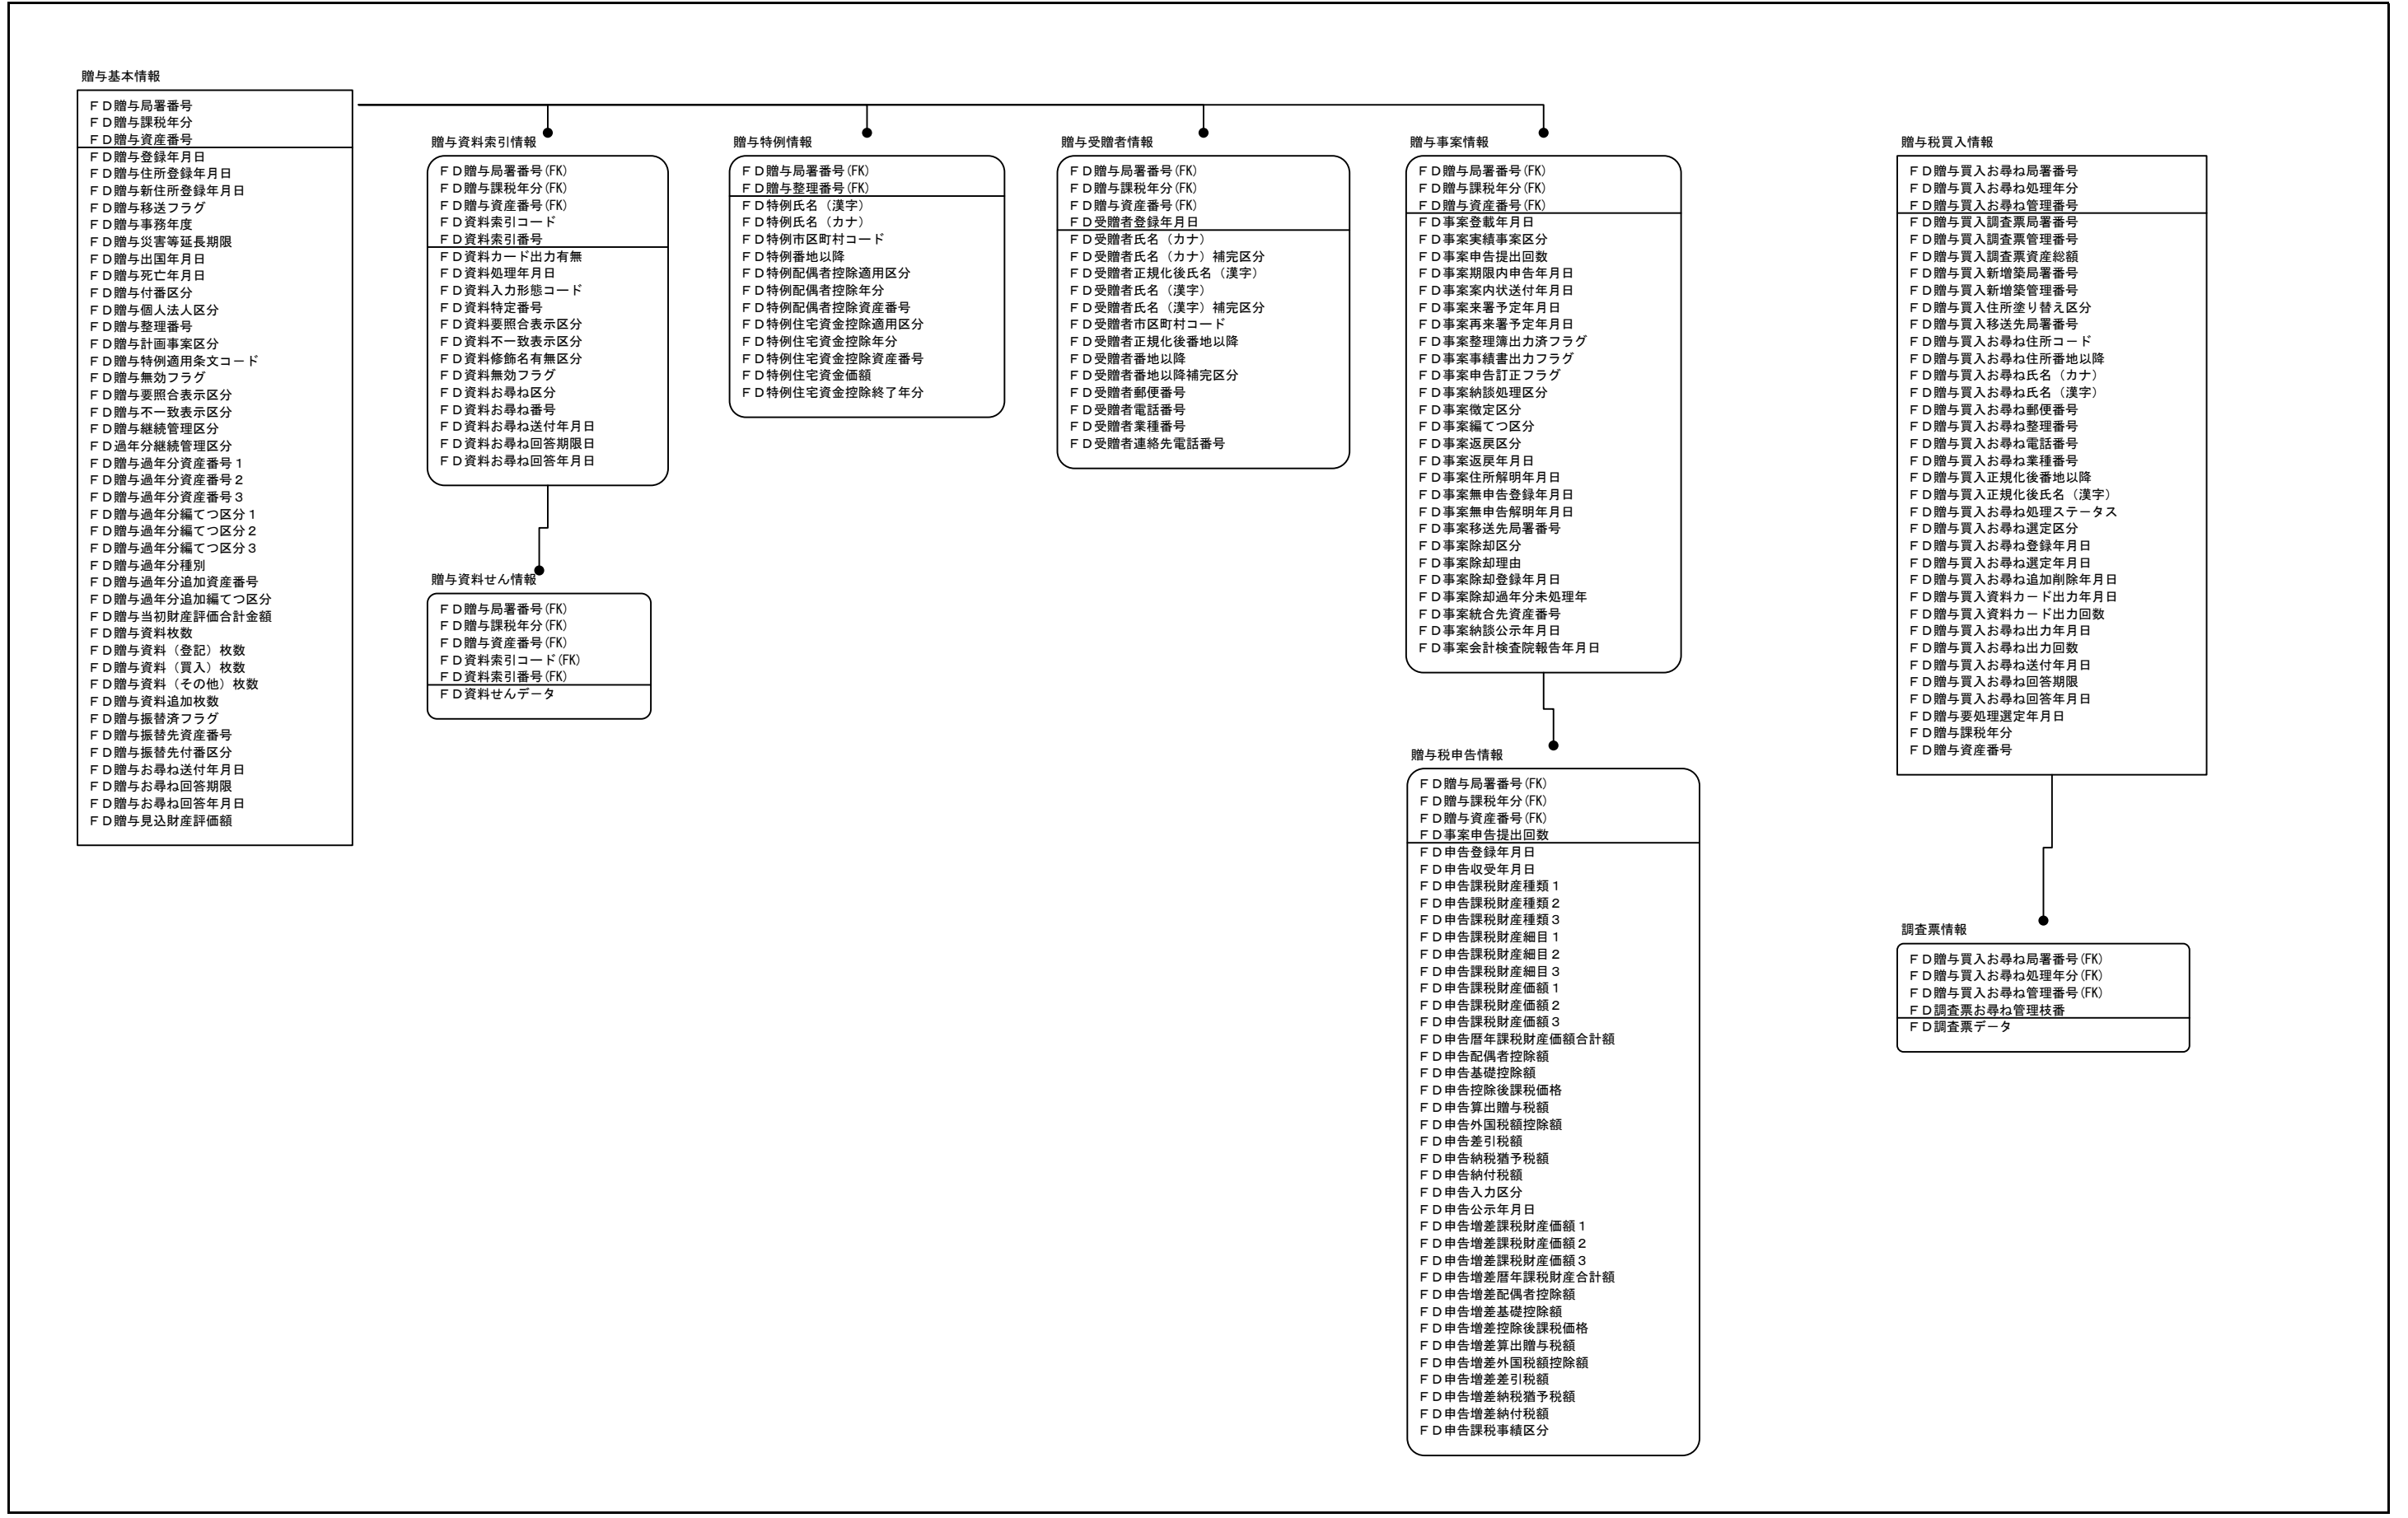 贈与基本情報
ＦＤ贈与局署番号
ＦＤ贈与課税年分
ＦＤ贈与資産番号
ＦＤ贈与登録年月日
ＦＤ贈与住所登録年月日
ＦＤ贈与新住所登録年月日
ＦＤ贈与移送フラグ
ＦＤ贈与事務年度
ＦＤ贈与災害等延長期限
ＦＤ贈与出国年月日
ＦＤ贈与死亡年月日
ＦＤ贈与付番区分
ＦＤ贈与個人法人区分
ＦＤ贈与整理番号
ＦＤ贈与計画事案区分
ＦＤ贈与特例適用条文コード
ＦＤ贈与無効フラグ
ＦＤ贈与要照合表示区分
ＦＤ贈与不一致表示区分
ＦＤ贈与継続管理区分
ＦＤ過年分継続管理区分
ＦＤ贈与過年分資産番号１
ＦＤ贈与過年分資産番号２
ＦＤ贈与過年分資産番号３
ＦＤ贈与過年分編てつ区分１
ＦＤ贈与過年分編てつ区分２
ＦＤ贈与過年分編てつ区分３
ＦＤ贈与過年分種別
ＦＤ贈与過年分追加資産番号
ＦＤ贈与過年分追加編てつ区分
ＦＤ贈与当初財産評価合計金額
ＦＤ贈与資料枚数
ＦＤ贈与資料（登記）枚数
ＦＤ贈与資料（買入）枚数
ＦＤ贈与資料（その他）枚数
ＦＤ贈与資料追加枚数
ＦＤ贈与振替済フラグ
ＦＤ贈与振替先資産番号
ＦＤ贈与振替先付番区分
ＦＤ贈与お尋ね送付年月日
ＦＤ贈与お尋ね回答期限
ＦＤ贈与お尋ね回答年月日
ＦＤ贈与見込財産評価額
贈与資料索引情報
ＦＤ贈与局署番号(FK)
ＦＤ贈与課税年分(FK)
ＦＤ贈与資産番号(FK)
ＦＤ資料索引コード
ＦＤ資料索引番号
ＦＤ資料カード出力有無
ＦＤ資料処理年月日
ＦＤ資料入力形態コード
ＦＤ資料特定番号
ＦＤ資料要照合表示区分
ＦＤ資料不一致表示区分
ＦＤ資料修飾名有無区分
ＦＤ資料無効フラグ
ＦＤ資料お尋ね区分
ＦＤ資料お尋ね番号
ＦＤ資料お尋ね送付年月日
ＦＤ資料お尋ね回答期限日
ＦＤ資料お尋ね回答年月日
贈与資料せん情報
ＦＤ贈与局署番号(FK)
ＦＤ贈与課税年分(FK)
ＦＤ贈与資産番号(FK)
ＦＤ資料索引コード(FK)
ＦＤ資料索引番号(FK)
ＦＤ資料せんデータ
贈与特例情報
ＦＤ贈与局署番号(FK)
ＦＤ贈与整理番号(FK)
ＦＤ特例氏名（漢字）
ＦＤ特例氏名（カナ）
ＦＤ特例市区町村コード
ＦＤ特例番地以降
ＦＤ特例配偶者控除適用区分
ＦＤ特例配偶者控除年分
ＦＤ特例配偶者控除資産番号
ＦＤ特例住宅資金控除適用区分
ＦＤ特例住宅資金控除年分
ＦＤ特例住宅資金控除資産番号
ＦＤ特例住宅資金価額
ＦＤ特例住宅資金控除終了年分
贈与受贈者情報
ＦＤ贈与局署番号(FK)
ＦＤ贈与課税年分(FK)
ＦＤ贈与資産番号(FK)
ＦＤ受贈者登録年月日
ＦＤ受贈者氏名（カナ）
ＦＤ受贈者氏名（カナ）補完区分
ＦＤ受贈者正規化後氏名（漢字）
ＦＤ受贈者氏名（漢字）
ＦＤ受贈者氏名（漢字）補完区分
ＦＤ受贈者市区町村コード
ＦＤ受贈者正規化後番地以降
ＦＤ受贈者番地以降
ＦＤ受贈者番地以降補完区分
ＦＤ受贈者郵便番号
ＦＤ受贈者電話番号
ＦＤ受贈者業種番号
ＦＤ受贈者連絡先電話番号
贈与事案情報
ＦＤ贈与局署番号(FK)
ＦＤ贈与課税年分(FK)
ＦＤ贈与資産番号(FK)
ＦＤ事案登載年月日
ＦＤ事案実績事案区分
ＦＤ事案申告提出回数
ＦＤ事案期限内申告年月日
ＦＤ事案案内状送付年月日
ＦＤ事案来署予定年月日
ＦＤ事案再来署予定年月日
ＦＤ事案整理簿出力済フラグ
ＦＤ事案事績書出力フラグ
ＦＤ事案申告訂正フラグ
ＦＤ事案納談処理区分
ＦＤ事案徴定区分
ＦＤ事案編てつ区分
ＦＤ事案返戻区分
ＦＤ事案返戻年月日
ＦＤ事案住所解明年月日
ＦＤ事案無申告登録年月日
ＦＤ事案無申告解明年月日
ＦＤ事案移送先局署番号
ＦＤ事案除却区分
ＦＤ事案除却理由
ＦＤ事案除却登録年月日
ＦＤ事案除却過年分未処理年
ＦＤ事案統合先資産番号
ＦＤ事案納談公示年月日
ＦＤ事案会計検査院報告年月日
贈与税申告情報
ＦＤ贈与局署番号(FK)
ＦＤ贈与課税年分(FK)
ＦＤ贈与資産番号(FK)
ＦＤ事案申告提出回数
ＦＤ申告登録年月日
ＦＤ申告収受年月日
ＦＤ申告課税財産種類１
ＦＤ申告課税財産種類２
ＦＤ申告課税財産種類３
ＦＤ申告課税財産細目１
ＦＤ申告課税財産細目２
ＦＤ申告課税財産細目３
ＦＤ申告課税財産価額１
ＦＤ申告課税財産価額２
ＦＤ申告課税財産価額３
ＦＤ申告暦年課税財産価額合計額
ＦＤ申告配偶者控除額
ＦＤ申告基礎控除額
ＦＤ申告控除後課税価格
ＦＤ申告算出贈与税額
ＦＤ申告外国税額控除額
ＦＤ申告差引税額
ＦＤ申告納税猶予税額
ＦＤ申告納付税額
ＦＤ申告入力区分
ＦＤ申告公示年月日
ＦＤ申告増差課税財産価額１
ＦＤ申告増差課税財産価額２
ＦＤ申告増差課税財産価額３
ＦＤ申告増差暦年課税財産合計額
ＦＤ申告増差配偶者控除額
ＦＤ申告増差基礎控除額
ＦＤ申告増差控除後課税価格
ＦＤ申告増差算出贈与税額
ＦＤ申告増差外国税額控除額
ＦＤ申告増差差引税額
ＦＤ申告増差納税猶予税額
ＦＤ申告増差納付税額
ＦＤ申告課税事績区分
贈与税買入情報
ＦＤ贈与買入お尋ね局署番号
ＦＤ贈与買入お尋ね処理年分
ＦＤ贈与買入お尋ね管理番号
ＦＤ贈与買入調査票局署番号
ＦＤ贈与買入調査票管理番号
ＦＤ贈与買入調査票資産総額
ＦＤ贈与買入新増築局署番号
ＦＤ贈与買入新増築管理番号
ＦＤ贈与買入住所塗り替え区分
ＦＤ贈与買入移送先局署番号
ＦＤ贈与買入お尋ね住所コード
ＦＤ贈与買入お尋ね住所番地以降
ＦＤ贈与買入お尋ね氏名（カナ）
ＦＤ贈与買入お尋ね氏名（漢字）
ＦＤ贈与買入お尋ね郵便番号
ＦＤ贈与買入お尋ね整理番号
ＦＤ贈与買入お尋ね電話番号
ＦＤ贈与買入お尋ね業種番号
ＦＤ贈与買入正規化後番地以降
ＦＤ贈与買入正規化後氏名（漢字）
ＦＤ贈与買入お尋ね処理ステータス
ＦＤ贈与買入お尋ね選定区分
ＦＤ贈与買入お尋ね登録年月日
ＦＤ贈与買入お尋ね選定年月日
ＦＤ贈与買入お尋ね追加削除年月日
ＦＤ贈与買入資料カード出力年月日
ＦＤ贈与買入資料カード出力回数
ＦＤ贈与買入お尋ね出力年月日
ＦＤ贈与買入お尋ね出力回数
ＦＤ贈与買入お尋ね送付年月日
ＦＤ贈与買入お尋ね回答期限
ＦＤ贈与買入お尋ね回答年月日
ＦＤ贈与要処理選定年月日
ＦＤ贈与課税年分
ＦＤ贈与資産番号
調査票情報
ＦＤ贈与買入お尋ね局署番号(FK)
ＦＤ贈与買入お尋ね処理年分(FK)
ＦＤ贈与買入お尋ね管理番号(FK)
ＦＤ調査票お尋ね管理枝番
ＦＤ調査票データ